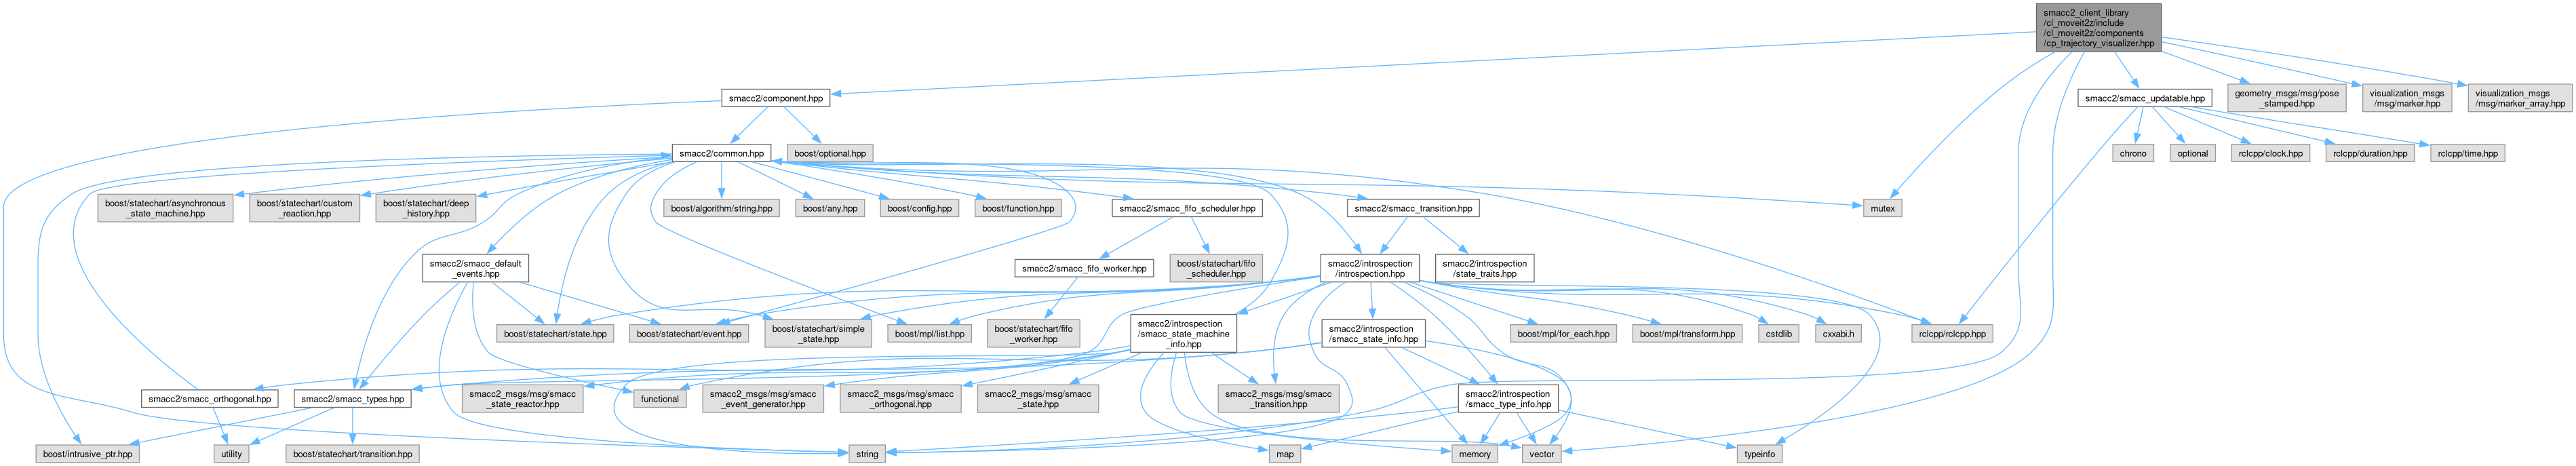 smacc2_client_library
/cl_moveit2z/include
/cl_moveit2z/components
/cp_trajectory_visualizer.hpp
smacc2/component.hpp
smacc2/smacc_updatable.hpp
geometry_msgs/msg/pose
_stamped.hpp
visualization_msgs
/msg/marker.hpp
visualization_msgs
/msg/marker_array.hpp
smacc2/common.hpp
boost/optional.hpp
chrono
optional
rclcpp/clock.hpp
rclcpp/duration.hpp
rclcpp/time.hpp
boost/statechart/asynchronous
_state_machine.hpp
boost/statechart/custom
_reaction.hpp
boost/statechart/deep
_history.hpp
boost/algorithm/string.hpp
boost/any.hpp
boost/config.hpp
boost/function.hpp
smacc2/smacc_fifo_scheduler.hpp
smacc2/smacc_transition.hpp
mutex
smacc2/smacc_default
_events.hpp
smacc2/smacc_fifo_worker.hpp
boost/statechart/fifo
_scheduler.hpp
smacc2/introspection
/introspection.hpp
smacc2/introspection
/state_traits.hpp
boost/statechart/state.hpp
boost/statechart/event.hpp
boost/statechart/simple
_state.hpp
boost/mpl/list.hpp
boost/statechart/fifo
_worker.hpp
smacc2/introspection
/smacc_state_machine
_info.hpp
smacc2/introspection
/smacc_state_info.hpp
boost/mpl/for_each.hpp
boost/mpl/transform.hpp
cstdlib
cxxabi.h
rclcpp/rclcpp.hpp
smacc2/smacc_orthogonal.hpp
smacc2/smacc_types.hpp
smacc2_msgs/msg/smacc
_state_reactor.hpp
functional
smacc2_msgs/msg/smacc
_event_generator.hpp
smacc2_msgs/msg/smacc
_orthogonal.hpp
smacc2_msgs/msg/smacc
_state.hpp
smacc2_msgs/msg/smacc
_transition.hpp
smacc2/introspection
/smacc_type_info.hpp
boost/intrusive_ptr.hpp
utility
boost/statechart/transition.hpp
string
map
memory
vector
typeinfo